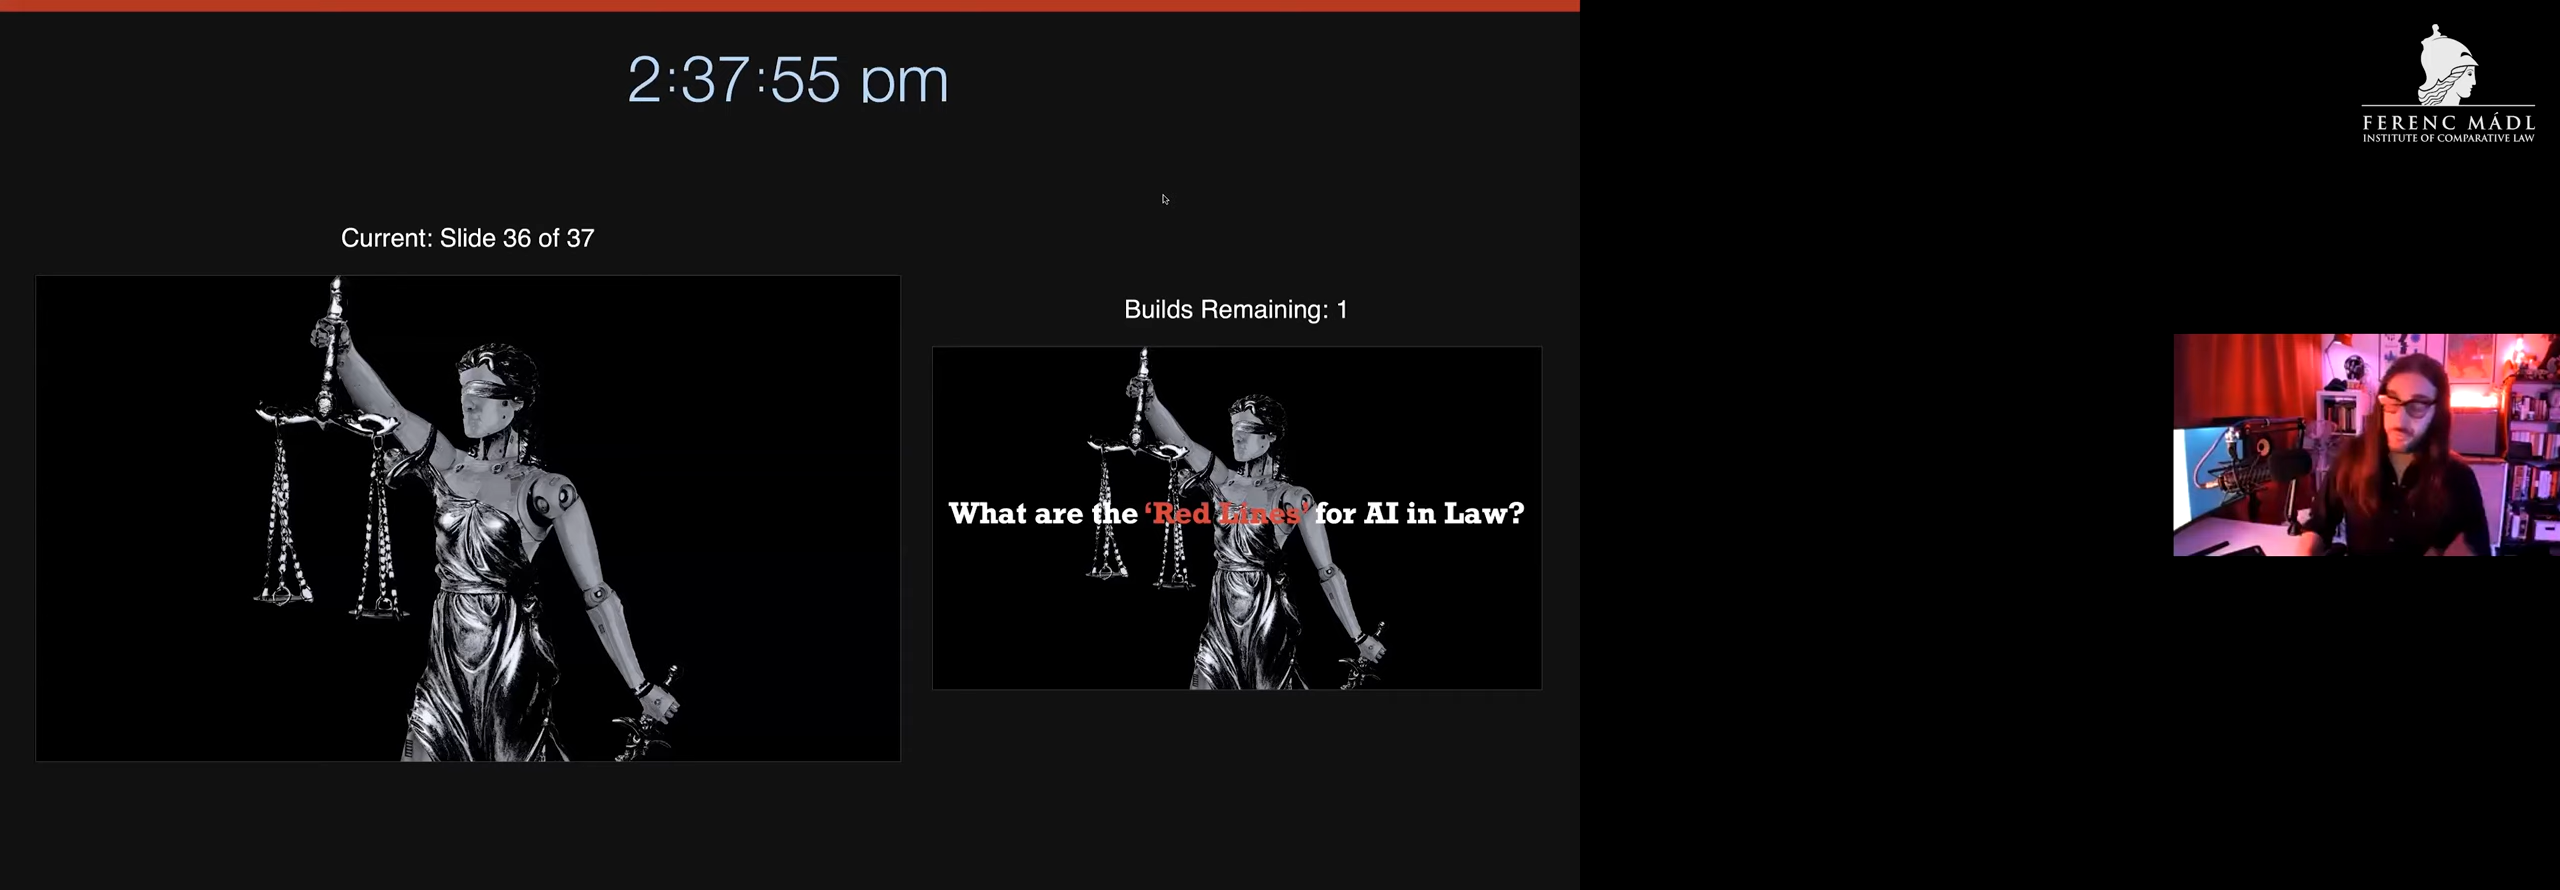 2:37:55 pm
Current: Slide 36 of 37
Builds Remaining: 1
What are the ‘Red Lines’ for AI in Law?
FERENC MÁDL
INSTITUTE OF COMPARATIVE LAW